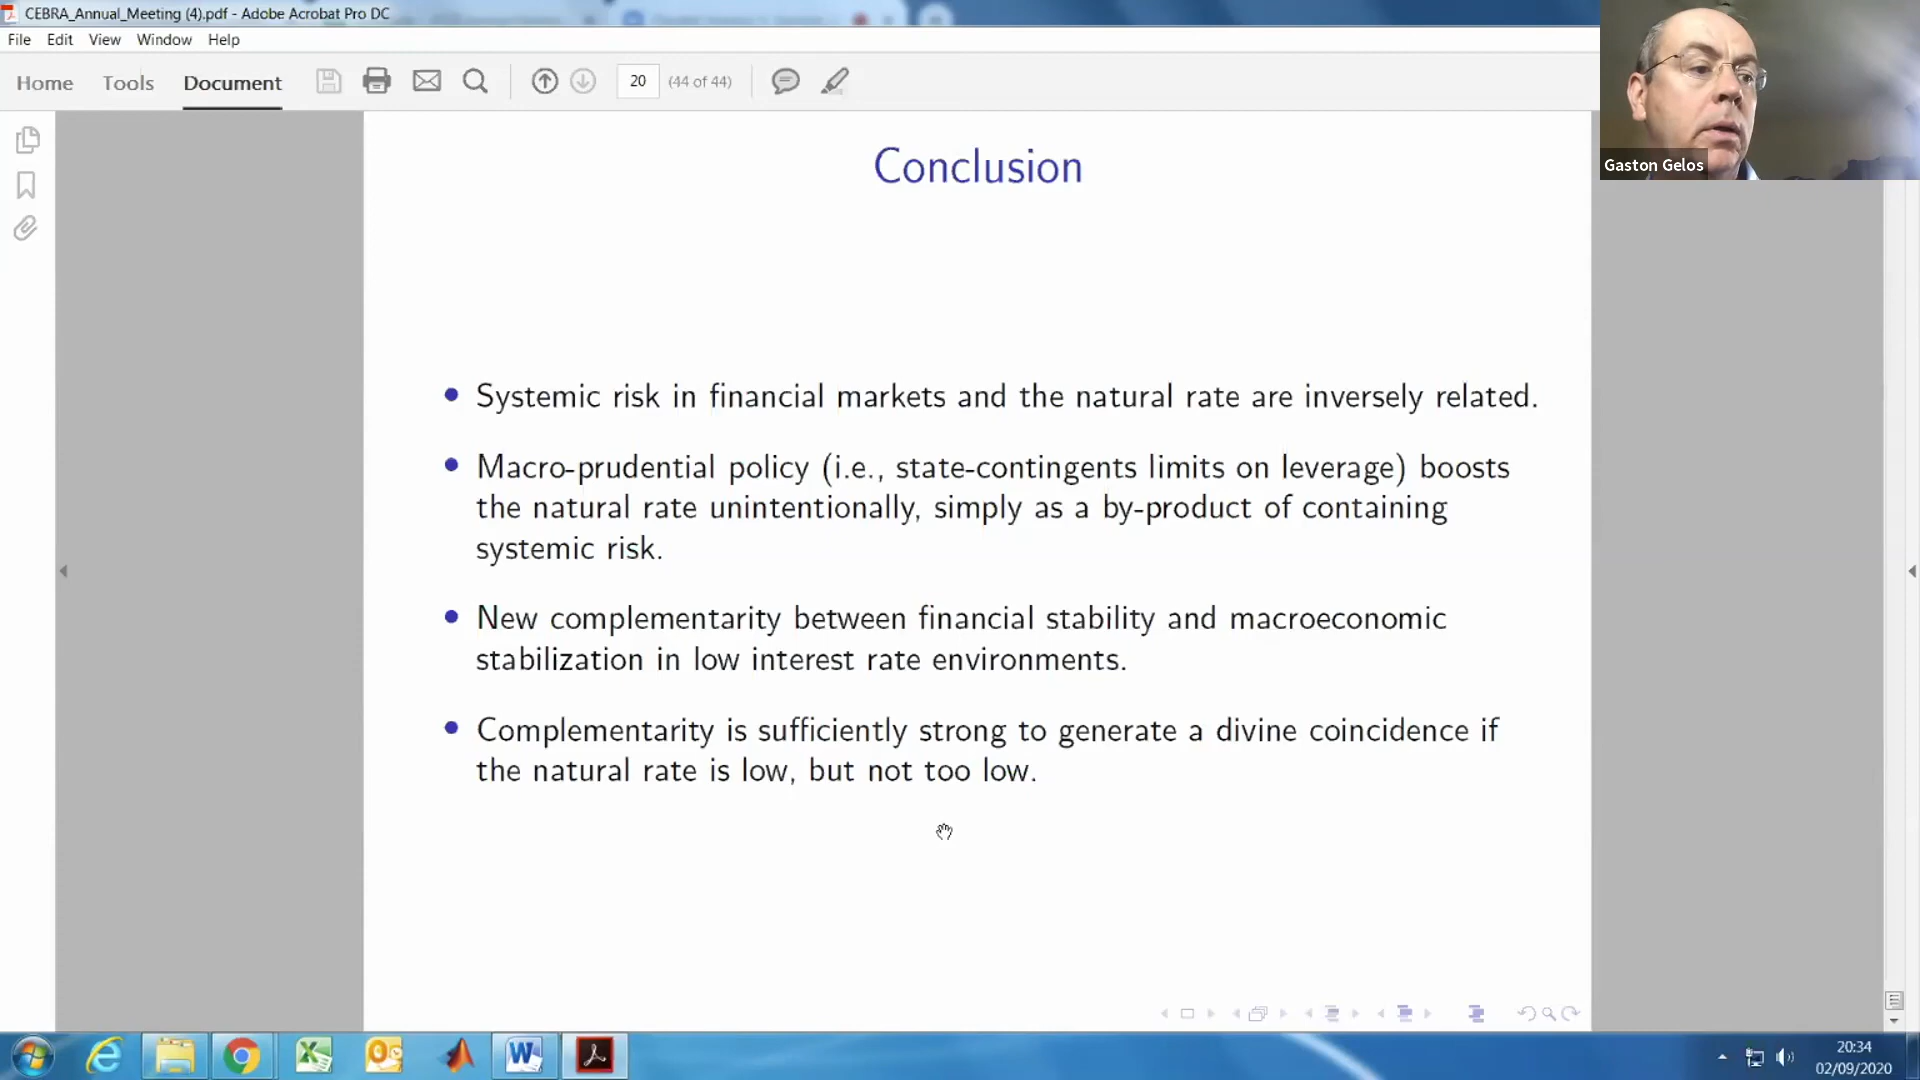 CEBRA_Annual_Meeting (4).pdf - Adobe Acrobat Pro DC
File Edit View Window Help
Home Tools Document 20 (44 of 44)
Gaston Gelos
Conclusion
Systemic risk in financial markets and the natural rate are inversely related.
Macro-prudential policy (i.e., state-contingents limits on leverage) boosts
the natural rate unintentionally, simply as a by-product of containing
systemic risk.
New complementarity between financial stability and macroeconomic
stabilization in low interest rate environments.
Complementarity is sufficiently strong to generate a divine coincidence if
the natural rate is low, but not too low.
20:34
02/09/2020